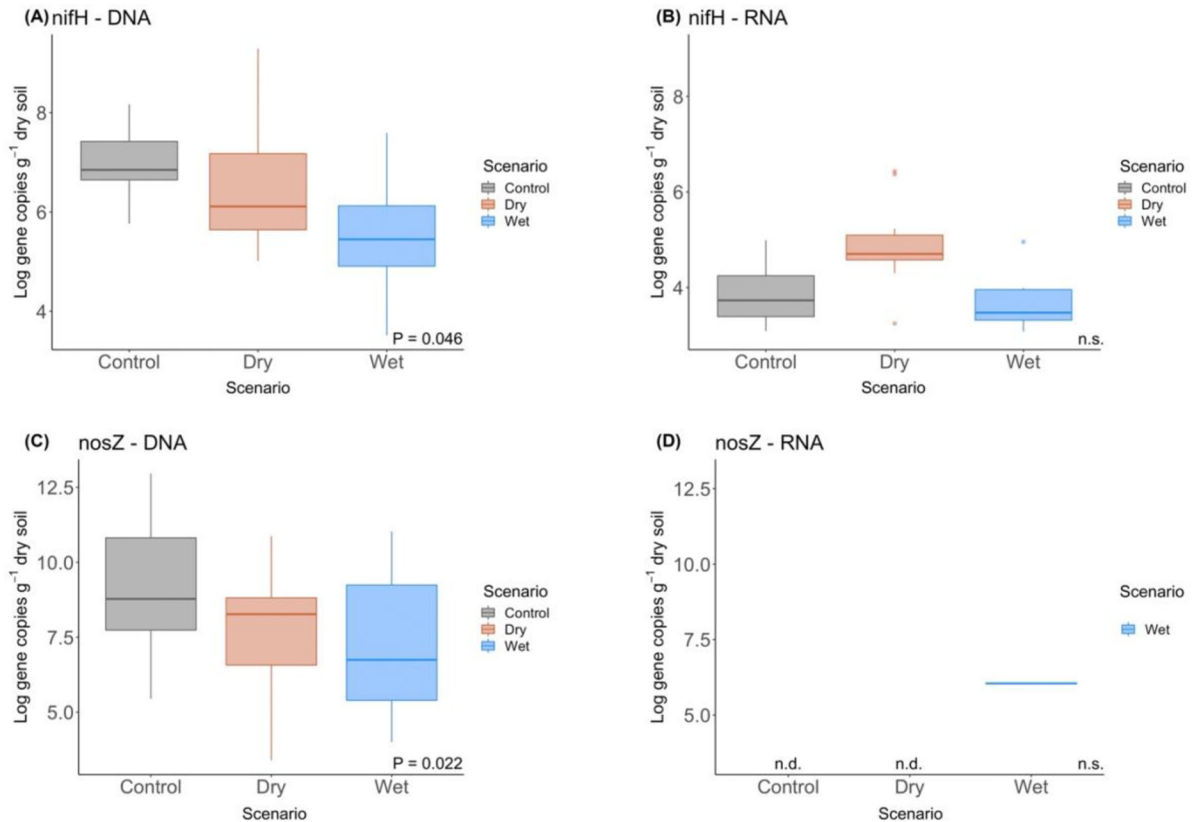 (A) nifH - DNA
Log gene copies g⁻¹ dry soil
8
6
4
Control Dry Wet
Scenario
P = 0.046
Scenario
Control
Dry
Wet
(B) nifH - RNA
Log gene copies g⁻¹ dry soil
8
6
4
Control Dry Wet
Scenario
n.s.
Scenario
Control
Dry
Wet
(C) nosZ - DNA
Log gene copies g⁻¹ dry soil
12.5
10.0
7.5
5.0
Control Dry Wet
Scenario
P = 0.022
Scenario
Control
Dry
Wet
(D) nosZ - RNA
Log gene copies g⁻¹ dry soil
12.5
10.0
7.5
5.0
n.d. n.d. n.s.
Control Dry Wet
Scenario
Scenario
Wet